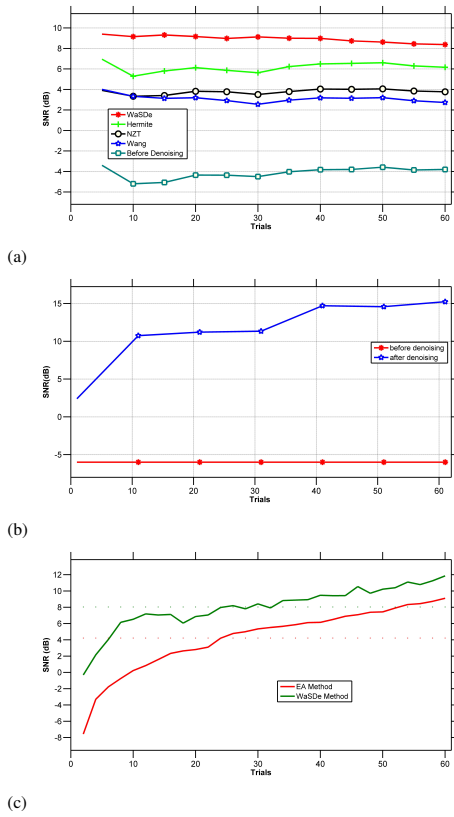 10
8
6
4
2
0
-2
-4
-6
SNR (dB)
WaSDe
Hermite
NZT
Wang
Before Denoising
0 10 20 30 40 50 60
Trials
(a)
15
10
5
0
-5
SNR(dB)
before denoising
after denoising
0 10 20 30 40 50 60
Trials
(b)
12
10
8
6
4
2
0
-2
-4
-6
-8
SNR (dB)
EA Method
WaSDe Method
0 10 20 30 40 50 60
Trials
(c)